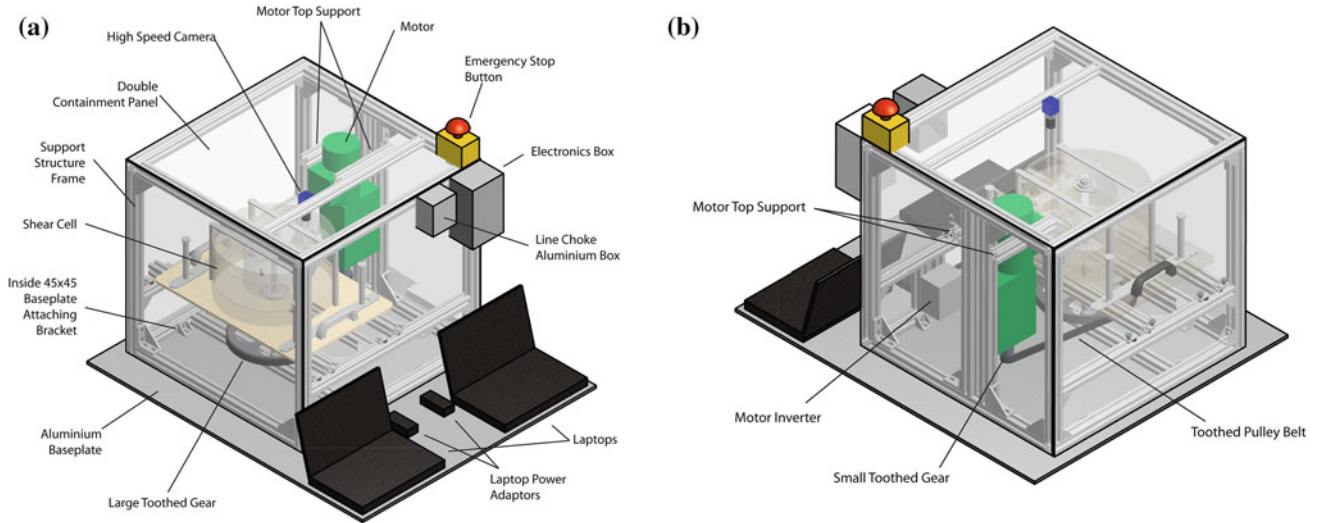 (a)
Motor Top Support
Motor
High Speed Camera
Emergency Stop
Button
Double
Containment Panel
Electronics Box
Support
Structure
Frame
Shear Cell
Line Choke
Aluminium Box
Inside 45x45
Baseplate
Attaching
Bracket
Aluminium
Baseplate
Laptops
Laptop Power
Adaptors
Large Toothed Gear
(b)
Motor Top Support
Motor Inverter
Toothed Pulley Belt
Small Toothed Gear